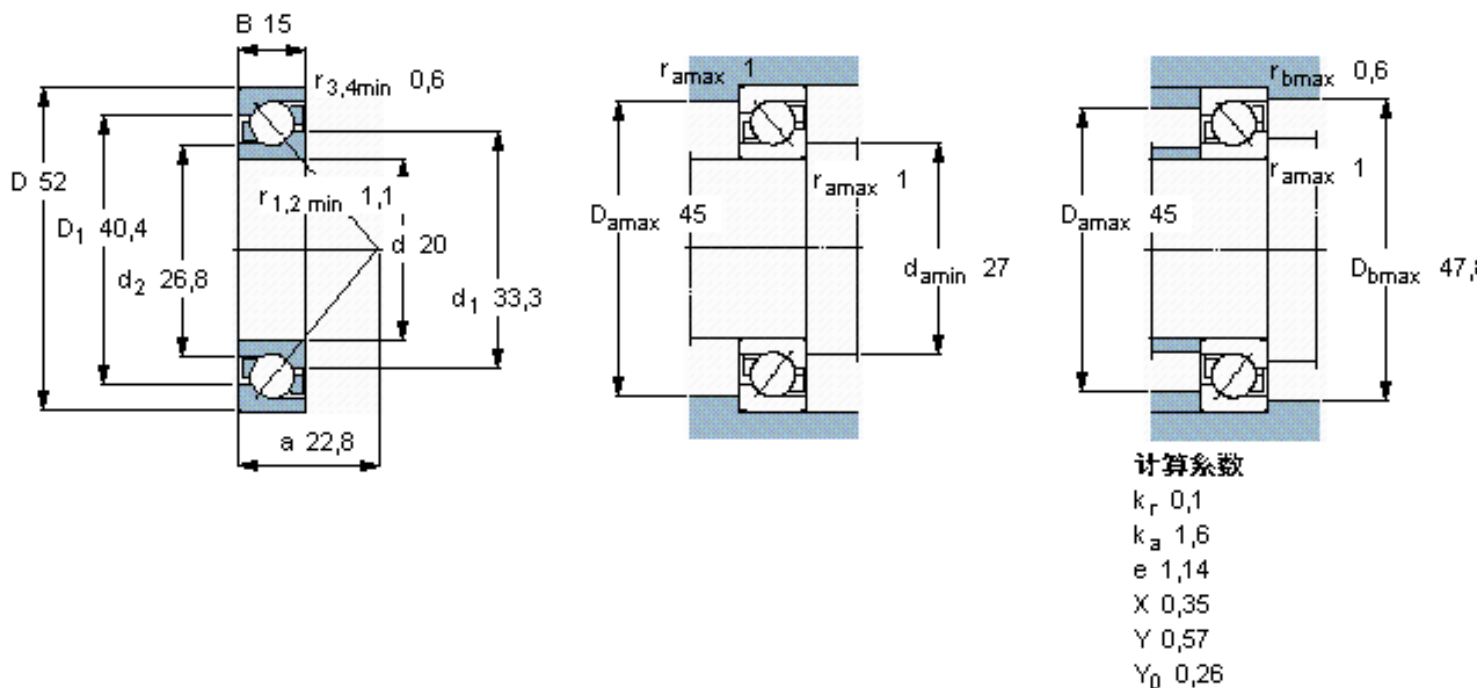 B 15
r3,4min 0,6
D 52
D1 40,4
r1,2 min 1,1
d 20
d2 26,8
d1 33,3
a 22,8
ramax 1
ramax 1
Damax 45
damin 27
rbmax 0,6
ramax 1
Damax 45
Dbmax 47,8
计算系数
kr 0,1
ka 1,6
e 1,14
X 0,35
Y 0,57
Y0 0,26